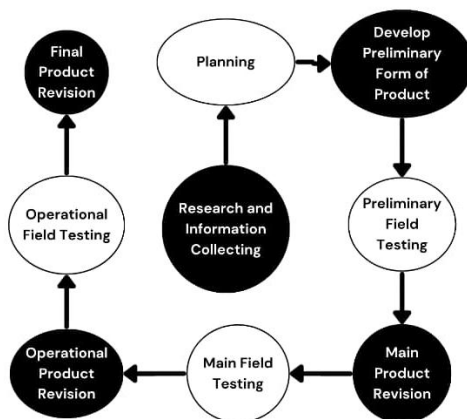 Final
Product
Revision
Planning
Develop
Preliminary
Form of
Product
Operational
Field Testing
Research and
Information
Collecting
Preliminary
Field
Testing
Operational
Product
Revision
Main Field
Testing
Main
Product
Revision